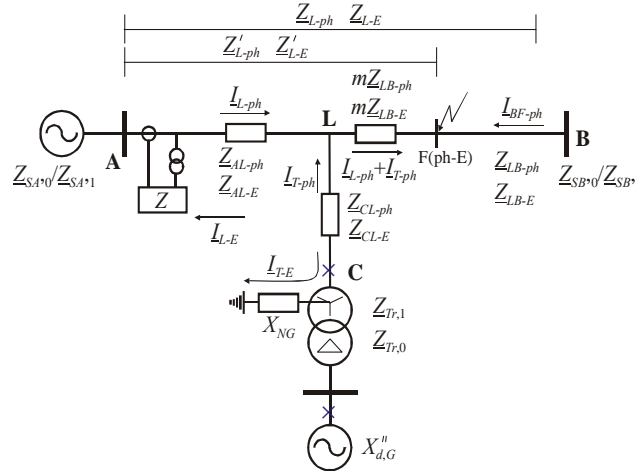 Z_L-ph Z_L-E
Z'_L-ph Z'_L-E
I_L-ph
L
mZ_LB-ph
mZ_LB-E
I_BF-ph
A
B
F(ph-E)
Z_SA,0/Z_SA,1
Z_AL-ph
Z_AL-E
I_T-ph
I_L-ph+I_T-ph
Z_LB-ph
Z_LB-E
Z_SB,0/Z_SB,
Z
I_L-E
Z_CL-ph
Z_CL-E
I_T-E
C
X_NG
Z_Tr,1
Z_Tr,0
X"_d,G